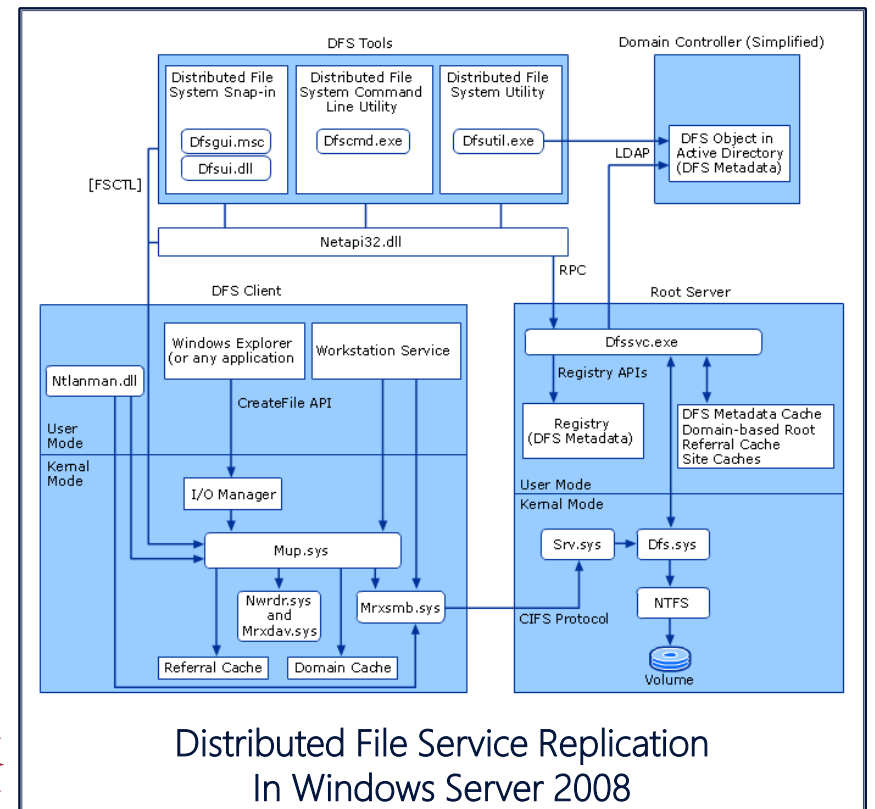 DFS Tools
Domain Controller (Simplified)
Distributed File
System Snap-in
Dfsgui.msc
Dfsui.dll
Distributed File
System Command
Line Utility
Dfscmd.exe
Distributed File
System Utility
Dfsutil.exe
LDAP
DFS Object in
Active Directory
(DFS Metadata)
[FSCTL]
Netapi32.dll
RPC
DFS Client
Root Server
Ntlanman.dll
Windows Explorer
(or any application
Workstation Service
CreateFile API
User
Mode
Kernal
Mode
I/O Manager
Mup.sys
Nwrdr.sys
and
Mrxdav.sys
Mrxsmb.sys
Referral Cache
Domain Cache
Dfssvc.exe
Registry APIs
Registry
(DFS Metadata)
DFS Metadata Cache
Domain-based Root
Referral Cache
Site Caches
User Mode
Kernal Mode
Srv.sys
Dfs.sys
CIFS Protocol
NTFS
Volume
Distributed File Service Replication
In Windows Server 2008